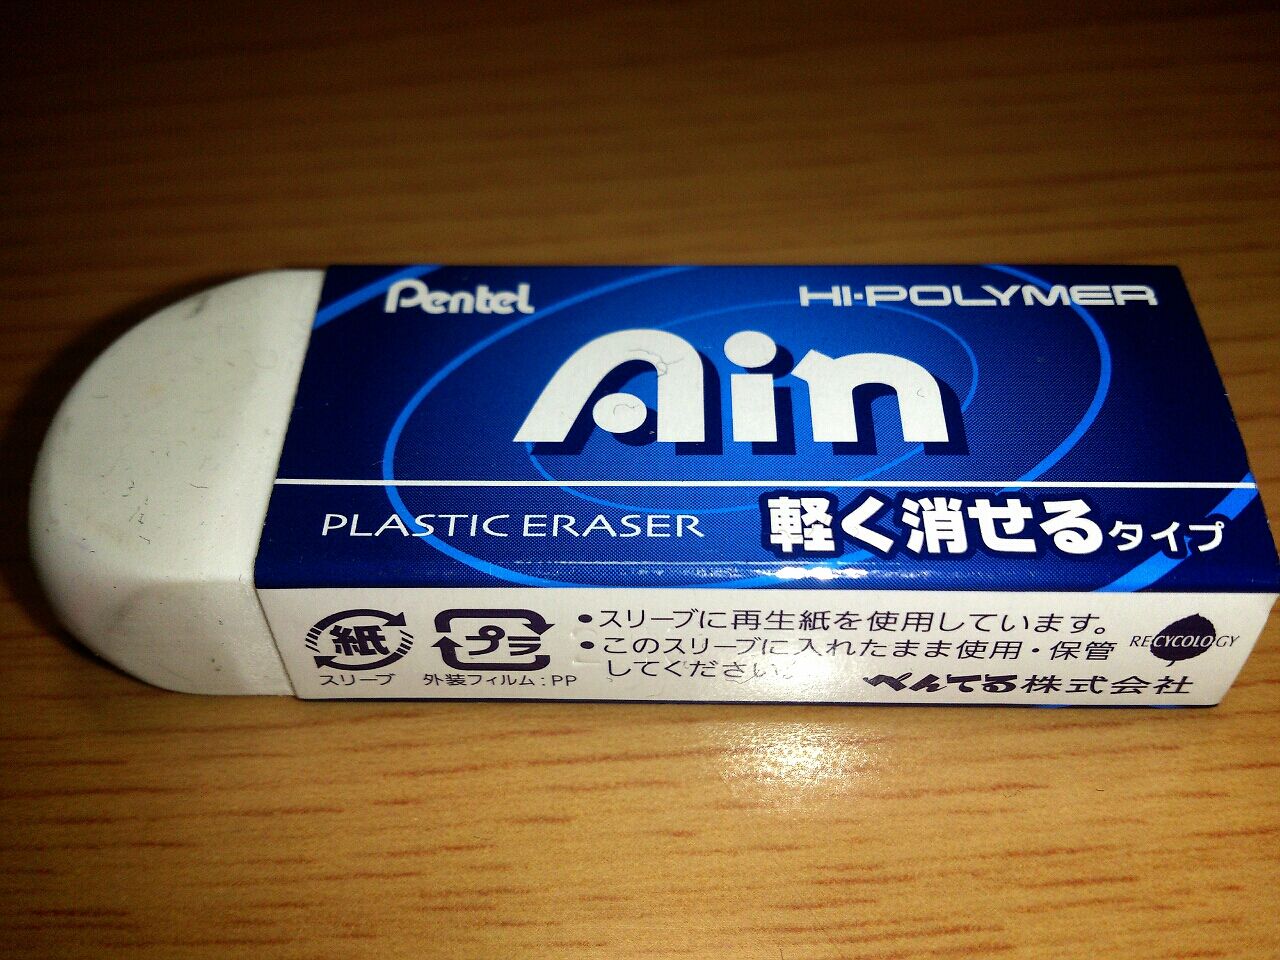 Pentel
HI-POLYMER
Ain
PLASTIC ERASER
軽く消せるタイプ
紙
スリーブ
プラ
外装フィルム:PP
•スリーブに再生紙を使用しています。
•このスリーブに入れたまま使用・保管
してください。
RECYCOLOGY
ぺんてる株式会社